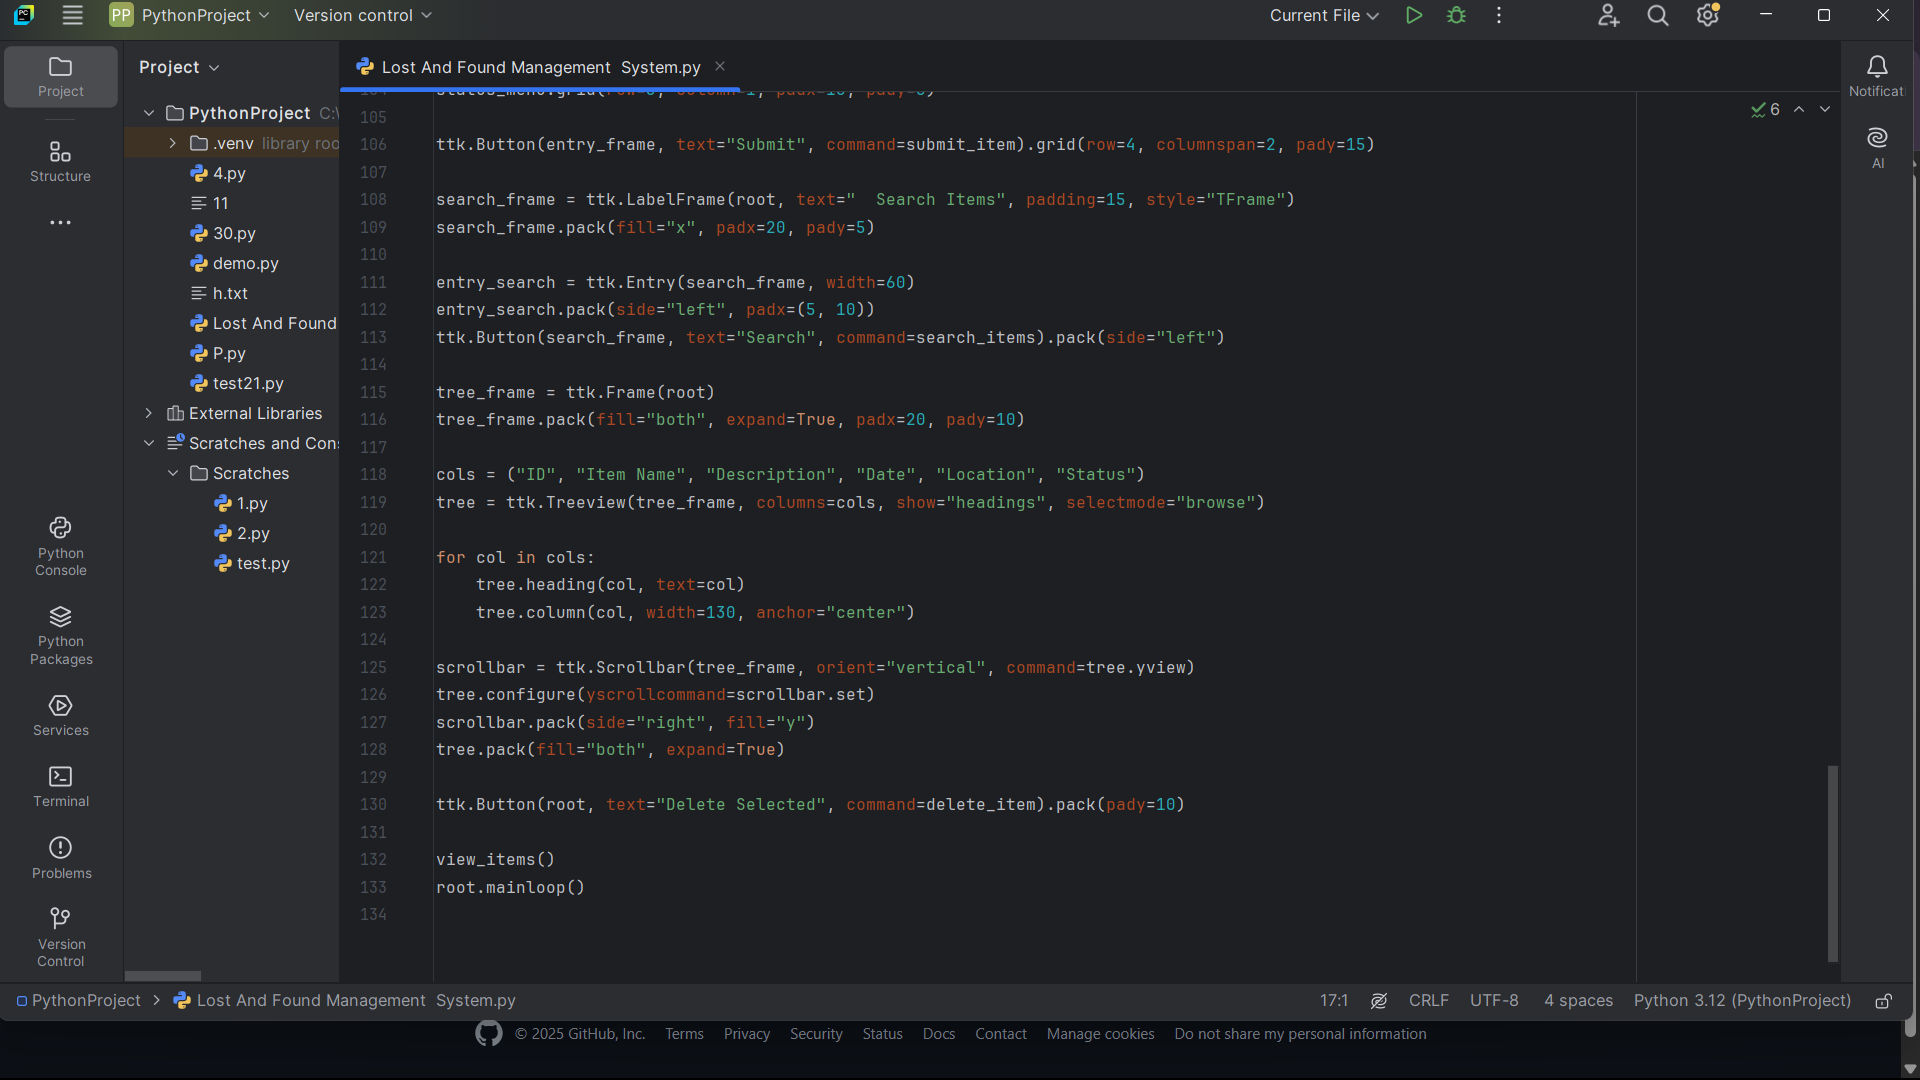 PC
PP PythonProject Version control Current File
Project
Structure
Python Console
Python Packages
Services
Terminal
Problems
Version Control
Project
PythonProject C:\
.venv library roo
4.py
11
30.py
demo.py
h.txt
Lost And Found
P.py
test21.py
External Libraries
Scratches and Con
Scratches
1.py
2.py
test.py
Lost And Found Management System.py
6
105
106 ttk.Button(entry_frame, text="Submit", command=submit_item).grid(row=4, columnspan=2, pady=15)
107
108 search_frame = ttk.LabelFrame(root, text="  Search Items", padding=15, style="TFrame")
109 search_frame.pack(fill="x", padx=20, pady=5)
110
111 entry_search = ttk.Entry(search_frame, width=60)
112 entry_search.pack(side="left", padx=(5, 10))
113 ttk.Button(search_frame, text="Search", command=search_items).pack(side="left")
114
115 tree_frame = ttk.Frame(root)
116 tree_frame.pack(fill="both", expand=True, padx=20, pady=10)
117
118 cols = ("ID", "Item Name", "Description", "Date", "Location", "Status")
119 tree = ttk.Treeview(tree_frame, columns=cols, show="headings", selectmode="browse")
120
121 for col in cols:
122     tree.heading(col, text=col)
123     tree.column(col, width=130, anchor="center")
124
125 scrollbar = ttk.Scrollbar(tree_frame, orient="vertical", command=tree.yview)
126 tree.configure(yscrollcommand=scrollbar.set)
127 scrollbar.pack(side="right", fill="y")
128 tree.pack(fill="both", expand=True)
129
130 ttk.Button(root, text="Delete Selected", command=delete_item).pack(pady=10)
131
132 view_items()
133 root.mainloop()
134
Notificat
AI
PythonProject > Lost And Found Management System.py 17:1 CRLF UTF-8 4 spaces Python 3.12 (PythonProject)
© 2025 GitHub, Inc. Terms Privacy Security Status Docs Contact Manage cookies Do not share my personal information